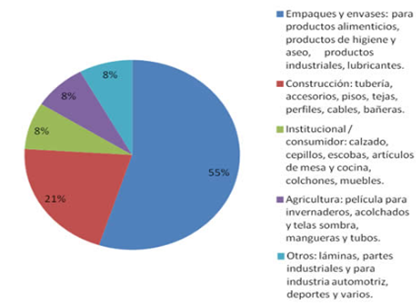 8%
8%
8%
21%
55%
Empaques y envases: para
productos alimenticios,
productos de higiene y
aseo, productos
industriales, lubricantes.
Construcción: tubería,
accesorios, pisos, tejas,
perfiles, cables, bañeras.
Institucional /
consumidor: calzado,
cepillos, escobas, artículos
de mesa y cocina,
colchones, muebles.
Agricultura: película para
invernaderos, acolchados
y telas sombra,
mangueras y tubos.
Otros: láminas, partes
industriales y para
industria automotriz,
deportes y varios.